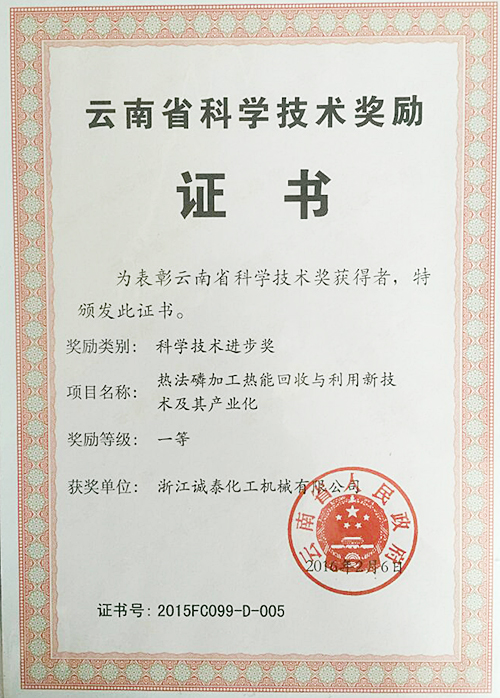 云南省科学技术奖励
证 书
为表彰云南省科学技术奖获得者，特
颁发此证书。
奖励类别： 科学技术进步奖
项目名称： 热法磷加工热能回收与利用新技
术及其产业化
奖励等级： 一等
获奖单位： 浙江诚泰化工机械有限公司
云南省人民政府
2016年2月6日
证书号: 2015FC099-D-005